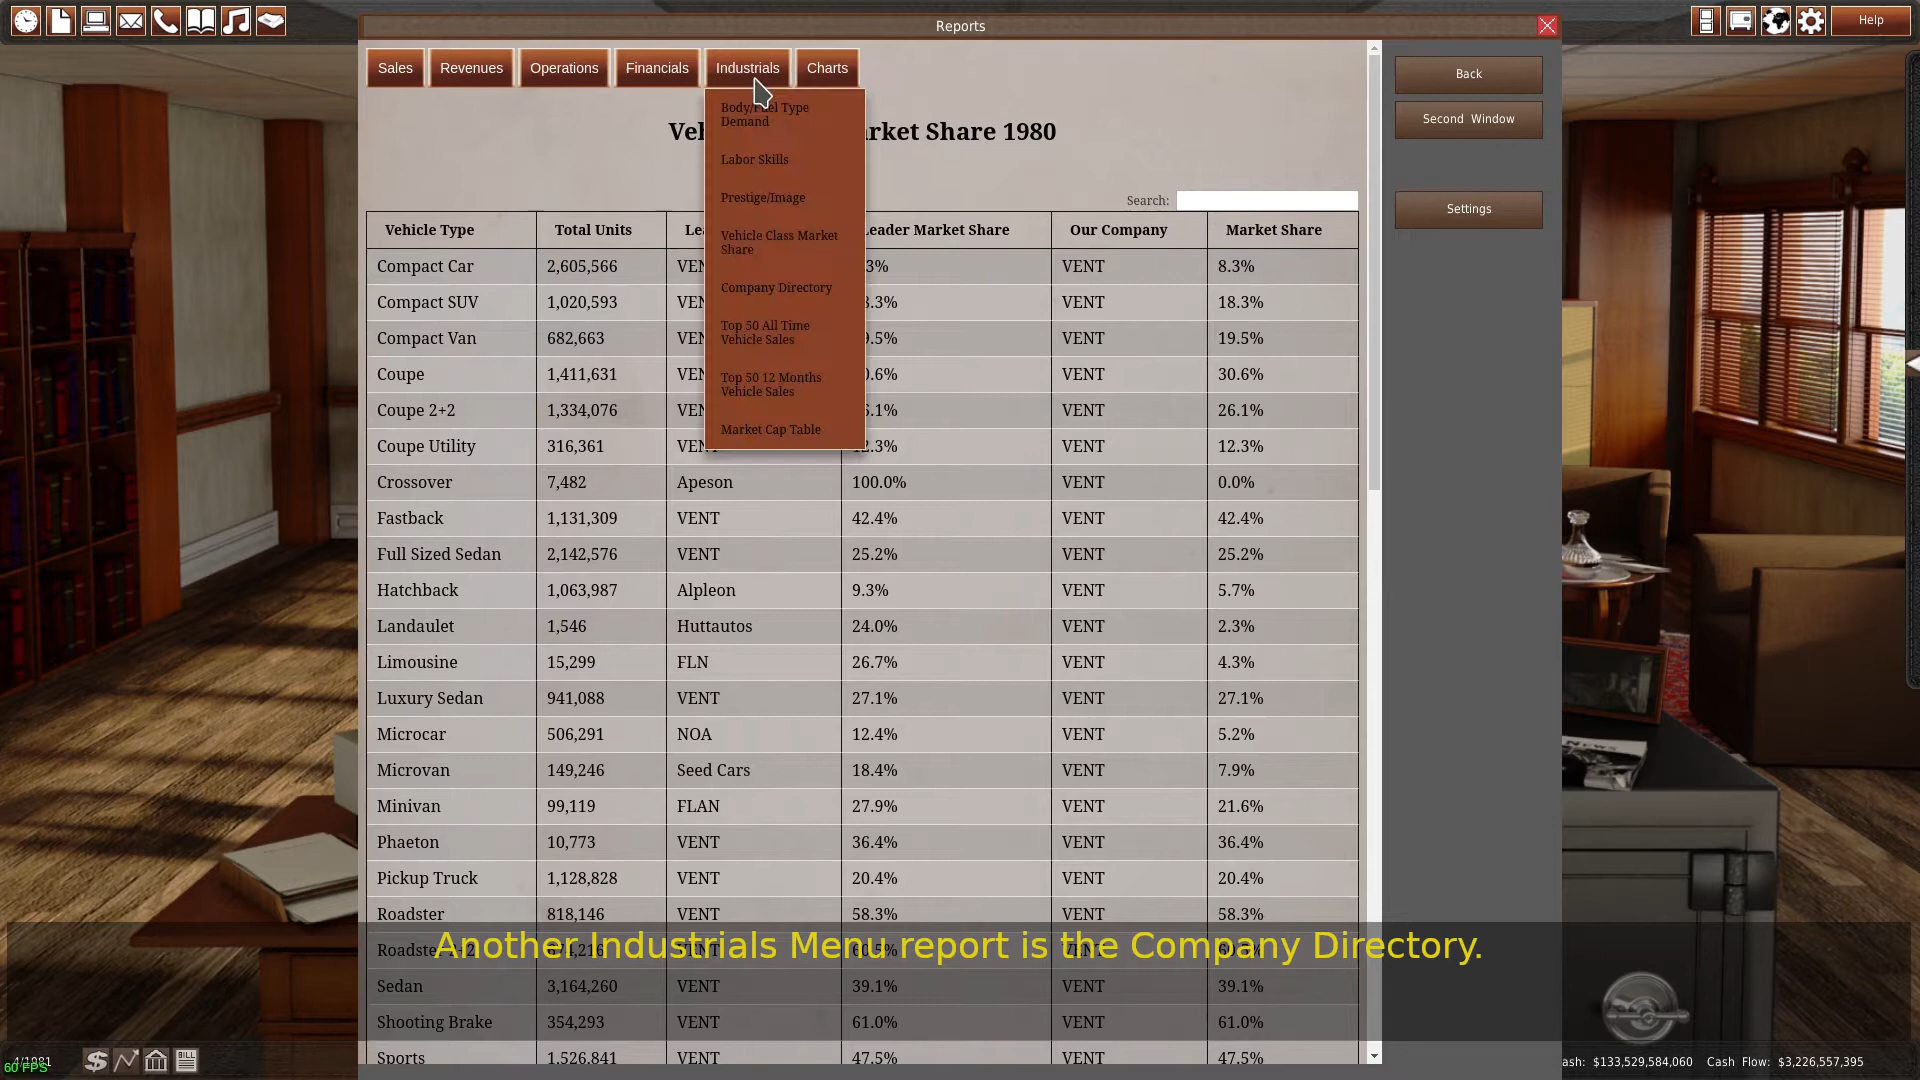 Reports
Help
Sales
Revenues
Operations
Financials
Industrials
Charts
Back
Second Window
Settings
Body/Fuel Type
Demand
Labor Skills
Prestige/Image
Vehicle Class Market
Share
Company Directory
Top 50 All Time
Vehicle Sales
Top 50 12 Months
Vehicle Sales
Market Cap Table
Market Share 1980
Search:
Vehicle Type Total Units Leader Market Share Our Company Market Share
Compact Car 2,605,566 VENT 8.3%
Compact SUV 1,020,593 VENT 18.3%
Compact Van 682,663 VENT 19.5%
Coupe 1,411,631 VENT 30.6%
Coupe 2+2 1,334,076 VENT 26.1%
Coupe Utility 316,361 VENT 12.3%
Crossover 7,482 Apeson 100.0% VENT 0.0%
Fastback 1,131,309 VENT 42.4% VENT 42.4%
Full Sized Sedan 2,142,576 VENT 25.2% VENT 25.2%
Hatchback 1,063,987 Alpleon 9.3% VENT 5.7%
Landaulet 1,546 Huttautos 24.0% VENT 2.3%
Limousine 15,299 FLN 26.7% VENT 4.3%
Luxury Sedan 941,088 VENT 27.1% VENT 27.1%
Microcar 506,291 NOA 12.4% VENT 5.2%
Microvan 149,246 Seed Cars 18.4% VENT 7.9%
Minivan 99,119 FLAN 27.9% VENT 21.6%
Phaeton 10,773 VENT 36.4% VENT 36.4%
Pickup Truck 1,128,828 VENT 20.4% VENT 20.4%
Roadster 818,146 VENT 58.3% VENT 58.3%
Another Industrials Menu report is the Company Directory.
Sedan 3,164,260 VENT 39.1% VENT 39.1%
Shooting Brake 354,293 VENT 61.0% VENT 61.0%
Sports 1,526,841 VENT 47.5% VENT 47.5%
60 FPS
BILL
Cash: $133,529,584,060 Cash Flow: $3,226,557,395